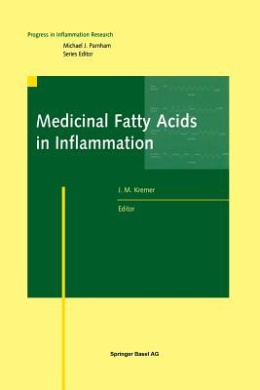 Progress in Inflammation Research
Michael J. Parnham
Series Editor
Medicinal Fatty Acids
in Inflammation
J. M. Kremer
Editor
Springer Basel AG